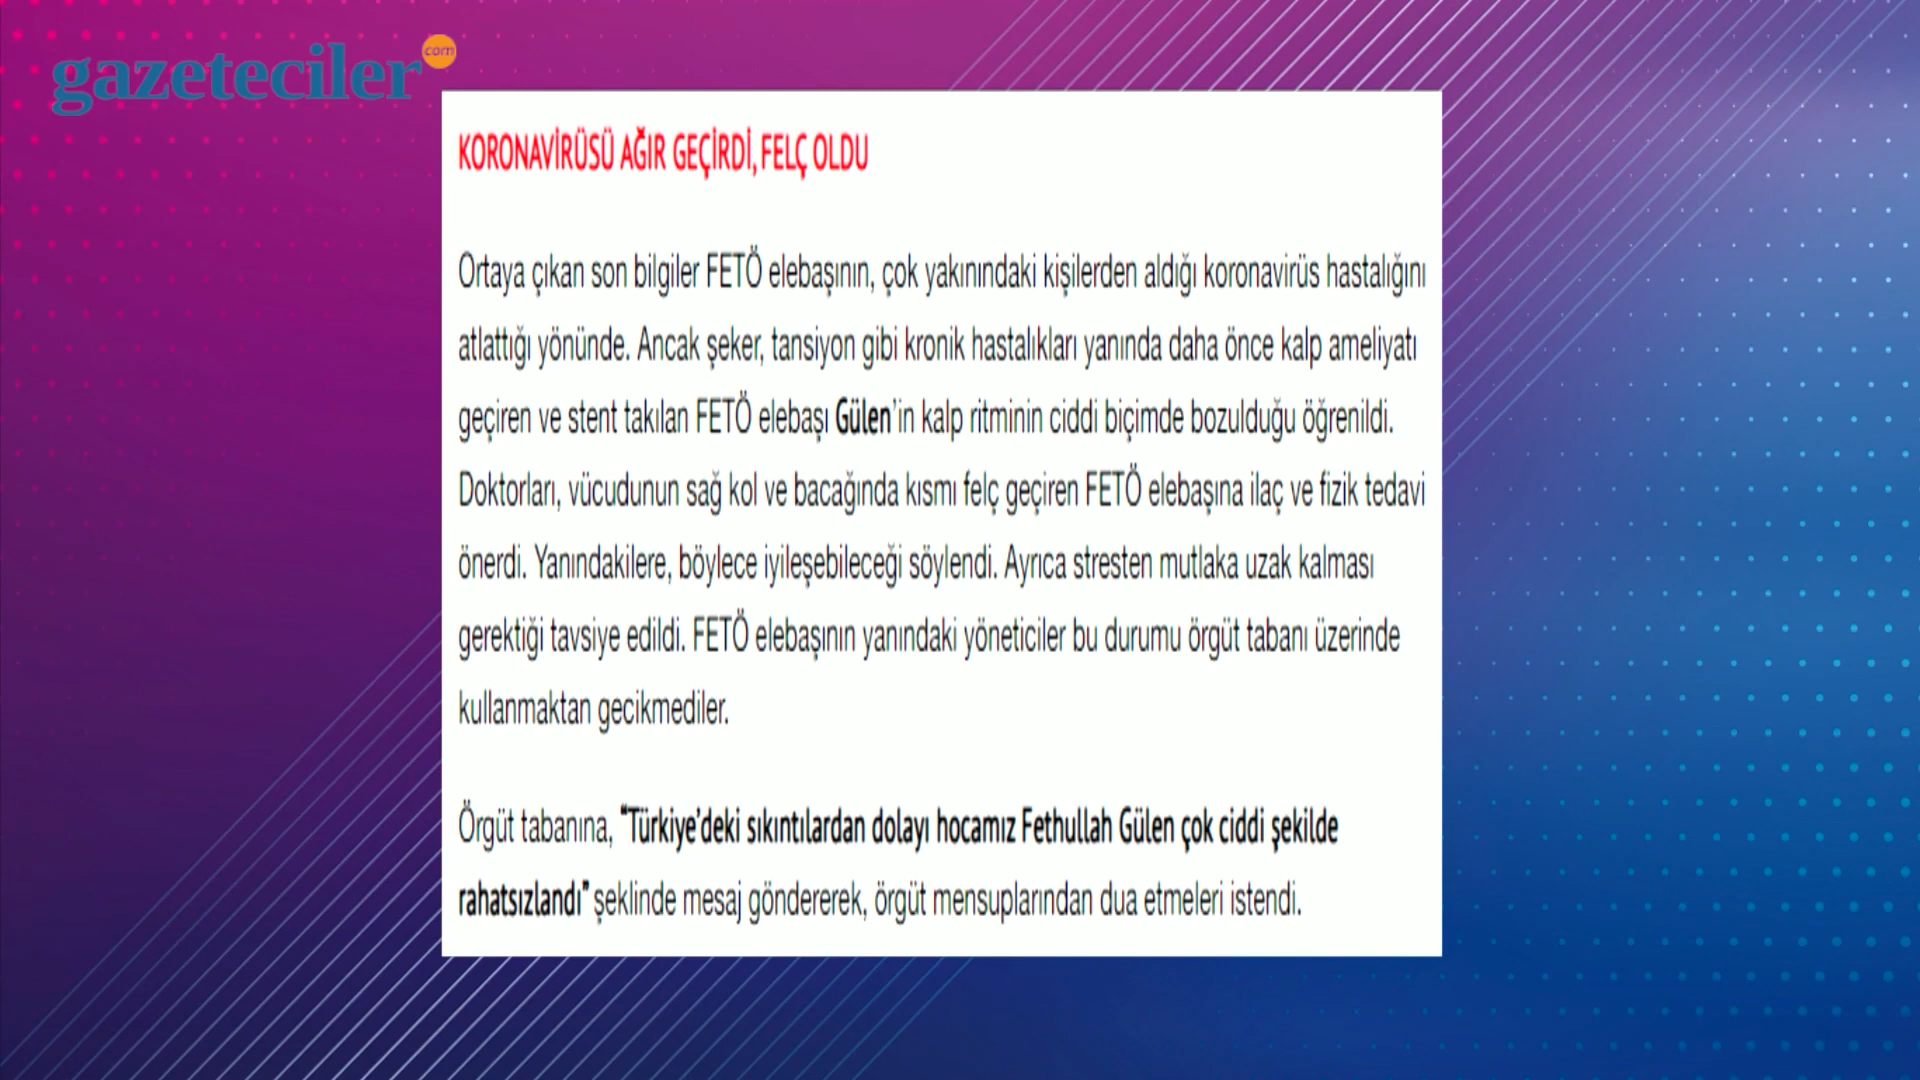 gazeteciler com
KORONAVİRÜSÜ AĞIR GEÇİRDİ, FELÇ OLDU
Ortaya çıkan son bilgiler FETÖ elebaşının, çok yakınındaki kişilerden aldığı koronavirüs hastalığını
atlattığı yönünde. Ancak şeker, tansiyon gibi kronik hastalıkları yanında daha önce kalp ameliyatı
geçiren ve stent takılan FETÖ elebaşı Gülen'in kalp ritminin ciddi biçimde bozulduğu öğrenildi.
Doktorları, vücudunun sağ kol ve bacağında kısmı felç geçiren FETÖ elebaşına ilaç ve fizik tedavi
önerdi. Yanındakilere, böylece iyileşebileceği söylendi. Ayrıca stresten mutlaka uzak kalması
gerektiği tavsiye edildi. FETÖ elebaşının yanındaki yöneticiler bu durumu örgüt tabanı üzerinde
kullanmaktan gecikmediler.
Örgüt tabanına, "Türkiye'deki sıkıntılardan dolayı hocamız Fethullah Gülen çok ciddi şekilde
rahatsızlandı" şeklinde mesaj göndererek, örgüt mensuplarından dua etmeleri istendi.